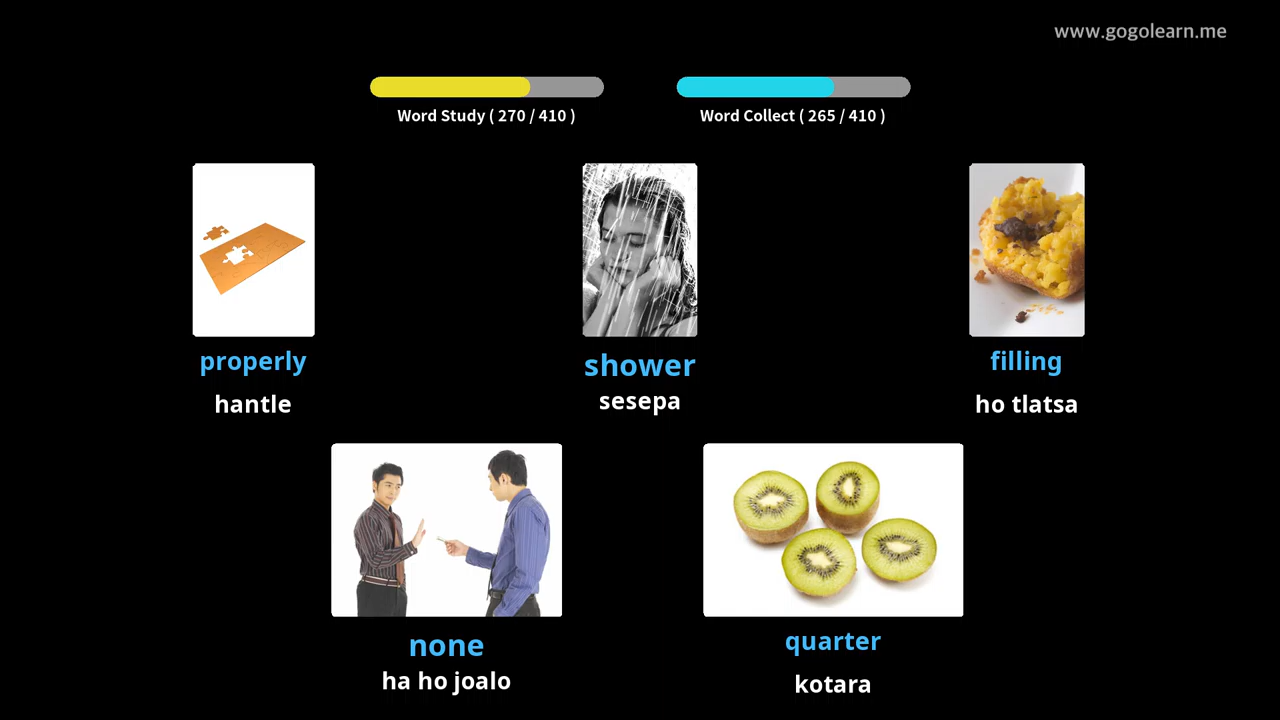 www.gogolearn.me
Word Study ( 270 / 410 )
Word Collect ( 265 / 410 )
properly
hantle
shower
sesepa
filling
ho tlatsa
none
ha ho joalo
quarter
kotara